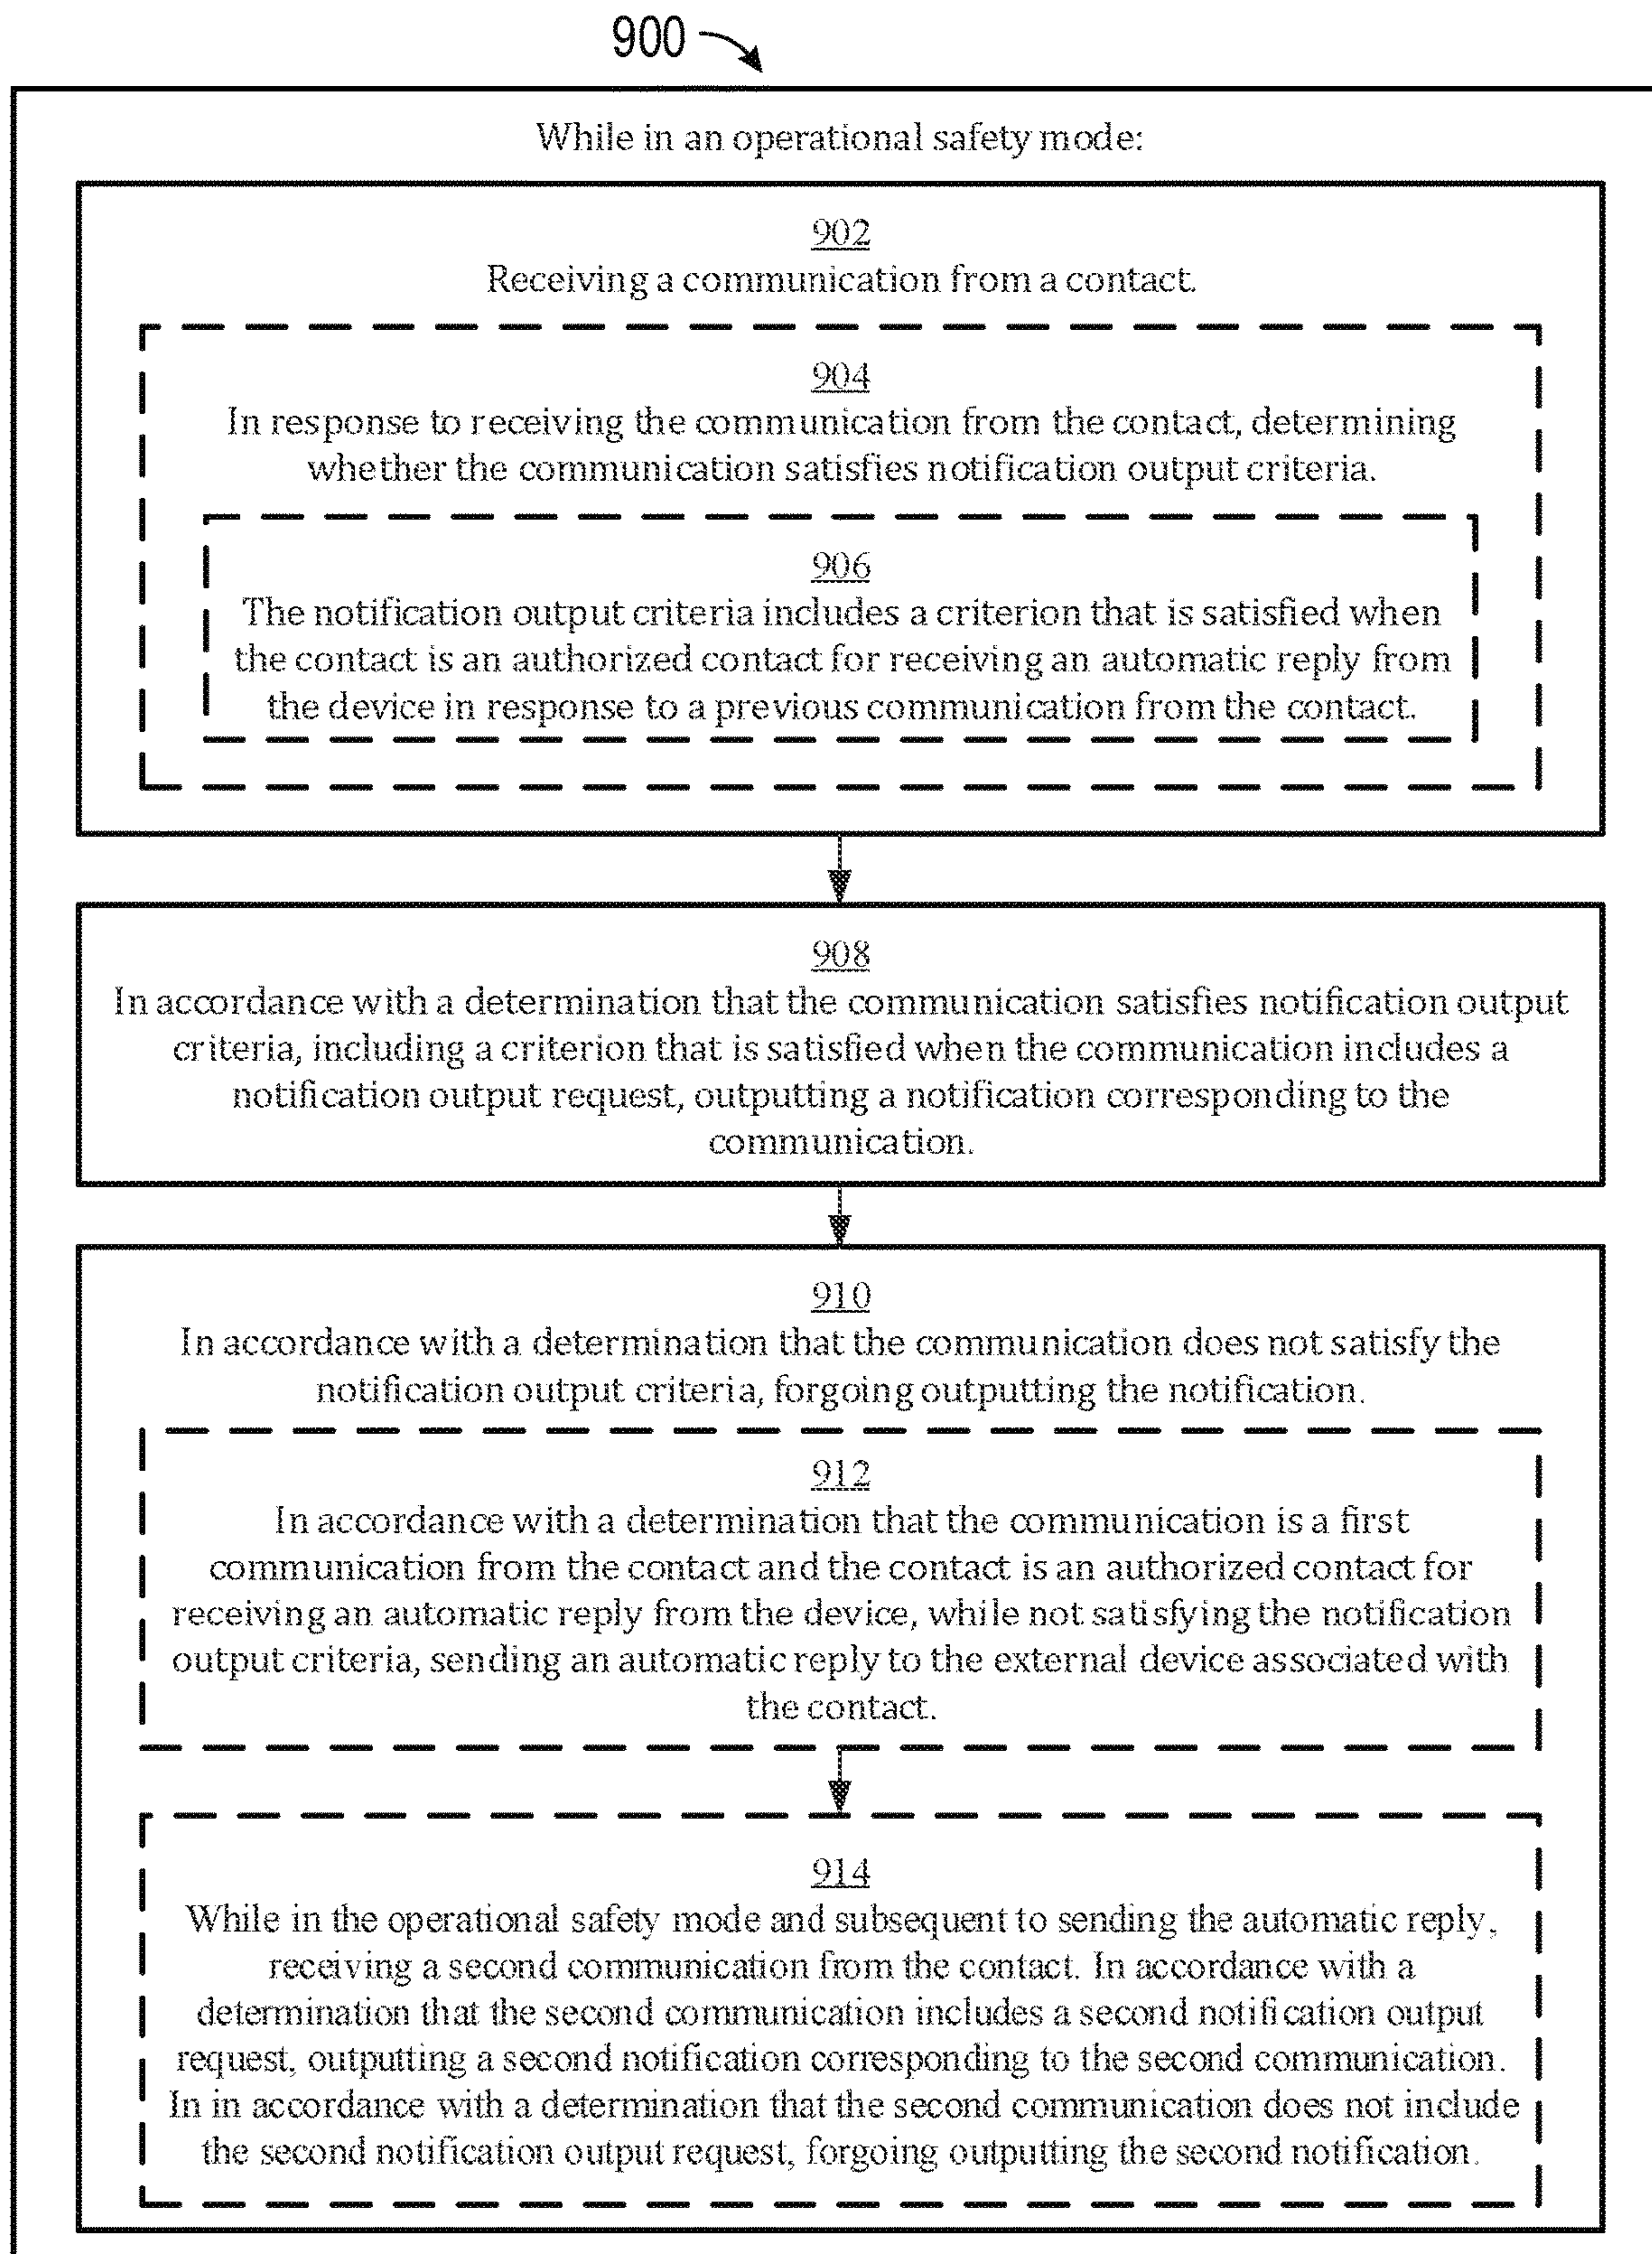 900
While in an operational safety mode:
902
Receiving a communication from a contact.
904
In response to receiving the communication from the contact, determining
whether the communication satisfies notification output criteria.
906
The notification output criteria includes a criterion that is satisfied when
the contact is an authorized contact for receiving an automatic reply from
the device in response to a previous communication from the contact.
908
In accordance with a determination that the communication satisfies notification output
criteria, including a criterion that is satisfied when the communication includes a
notification output request, outputting a notification corresponding to the
communication.
910
In accordance with a determination that the communication does not satisfy the
notification output criteria, forgoing outputting the notification.
912
In accordance with a determination that the communication is a first
communication from the contact and the contact is an authorized contact for
receiving an automatic reply from the device, while not satisfying the notification
output criteria, sending an automatic reply to the external device associated with
the contact.
914
While in the operational safety mode and subsequent to sending the automatic reply,
receiving a second communication from the contact. In accordance with a
determination that the second communication includes a second notification output
request, outputting a second notification corresponding to the second communication.
In in accordance with a determination that the second communication does not include
the second notification output request, forgoing outputting the second notification.